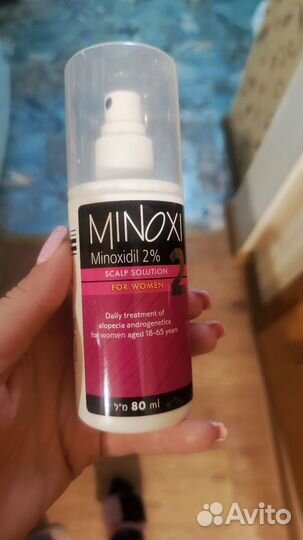 MINOXI
2
Minoxidil 2%
SCALP SOLUTION
FOR WOMEN
Daily treatment of
alopecia androgenetica
for women aged 18-65 years
80 ml מ"ל
Avito